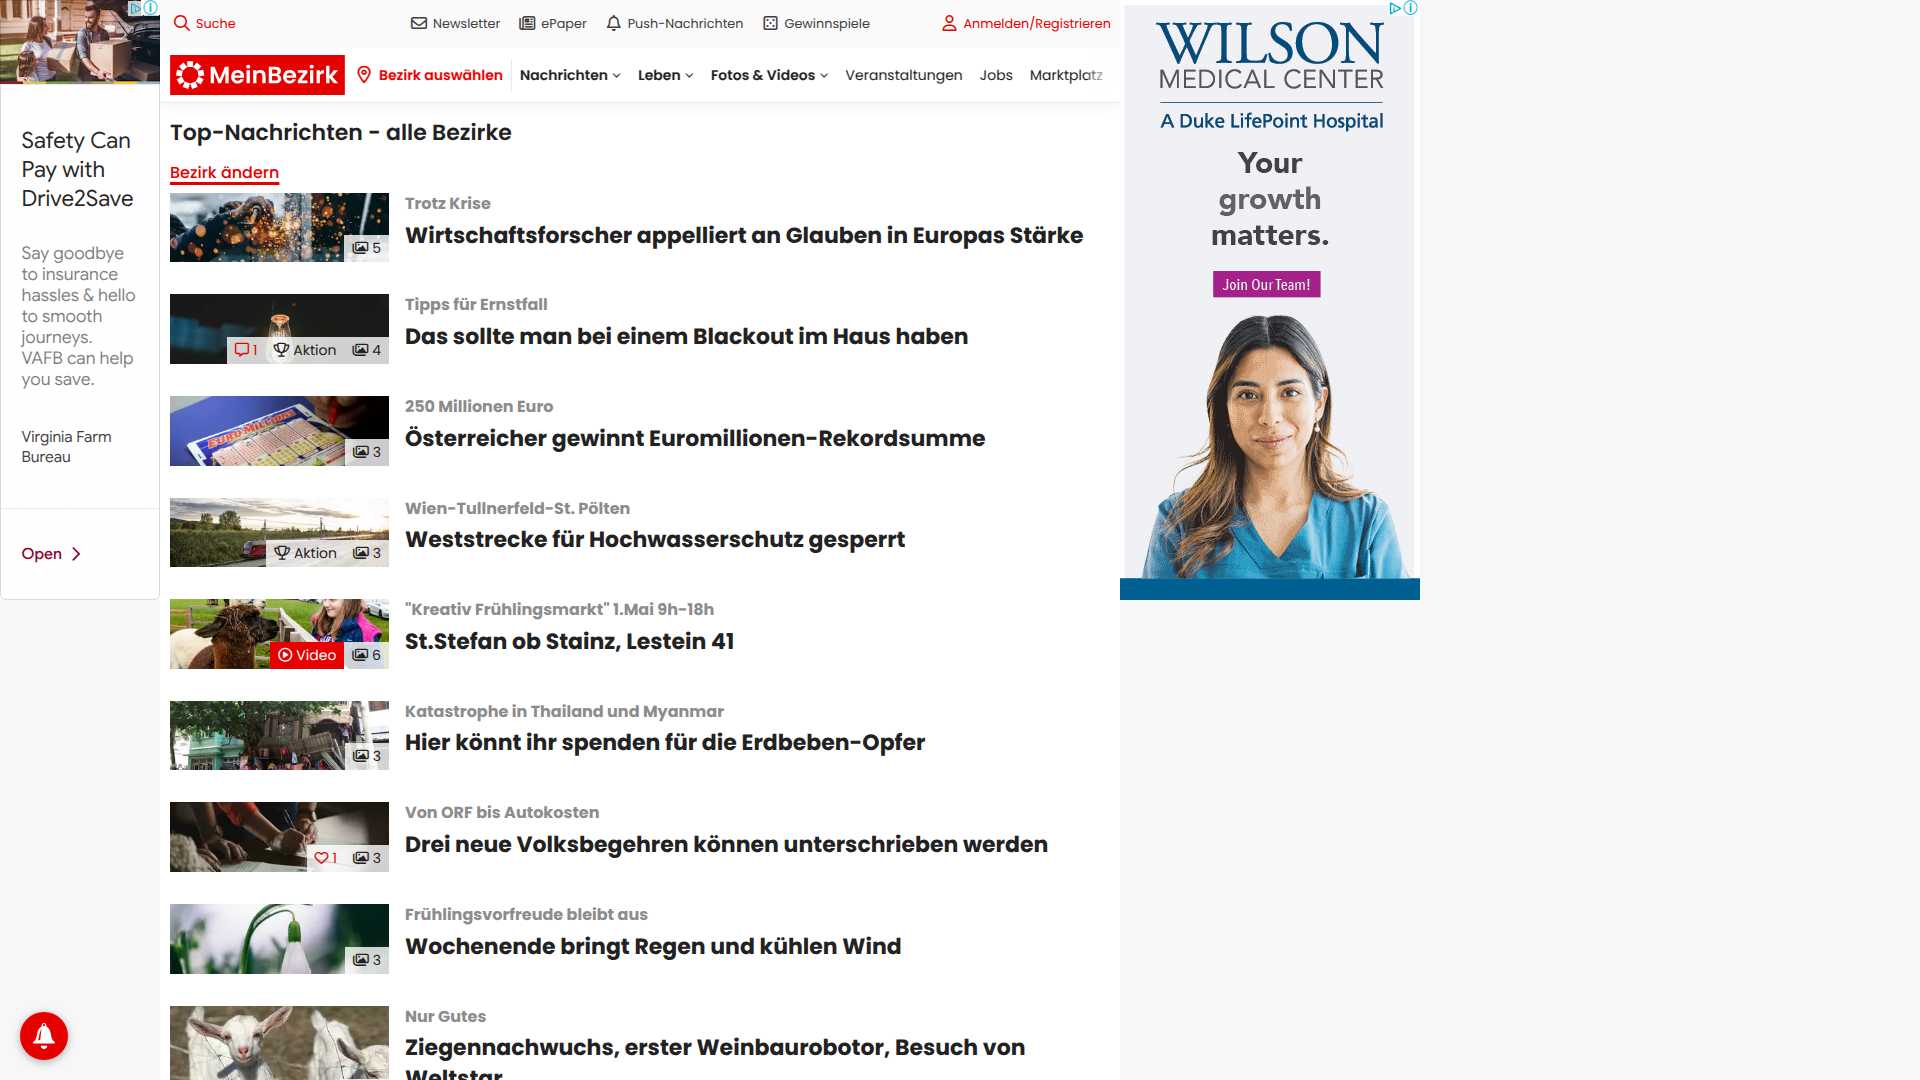 Suche
Newsletter
ePaper
Push-Nachrichten
Gewinnspiele
Anmelden/Registrieren
MeinBezirk
Bezirk auswählen
Nachrichten
Leben
Fotos & Videos
Veranstaltungen
Jobs
Marktplatz
Safety Can
Pay with
Drive2Save
Say goodbye
to insurance
hassles & hello
to smooth
journeys.
VAFB can help
you save.
Virginia Farm
Bureau
Open
Top-Nachrichten - alle Bezirke
Bezirk ändern
5
Trotz Krise
Wirtschaftsforscher appelliert an Glauben in Europas Stärke
1
Aktion
4
Tipps für Ernstfall
Das sollte man bei einem Blackout im Haus haben
EURO MILLIONS
3
250 Millionen Euro
Österreicher gewinnt Euromillionen-Rekordsumme
Aktion
3
Wien-Tullnerfeld-St. Pölten
Weststrecke für Hochwasserschutz gesperrt
Video
6
"Kreativ Frühlingsmarkt" 1.Mai 9h-18h
St.Stefan ob Stainz, Lestein 41
3
Katastrophe in Thailand und Myanmar
Hier könnt ihr spenden für die Erdbeben-Opfer
1
3
Von ORF bis Autokosten
Drei neue Volksbegehren können unterschrieben werden
3
Frühlingsvorfreude bleibt aus
Wochenende bringt Regen und kühlen Wind
Nur Gutes
Ziegennachwuchs, erster Weinbaurobotor, Besuch von
Weltstar
WILSON
MEDICAL CENTER
A Duke LifePoint Hospital
Your
growth
matters.
Join Our Team!